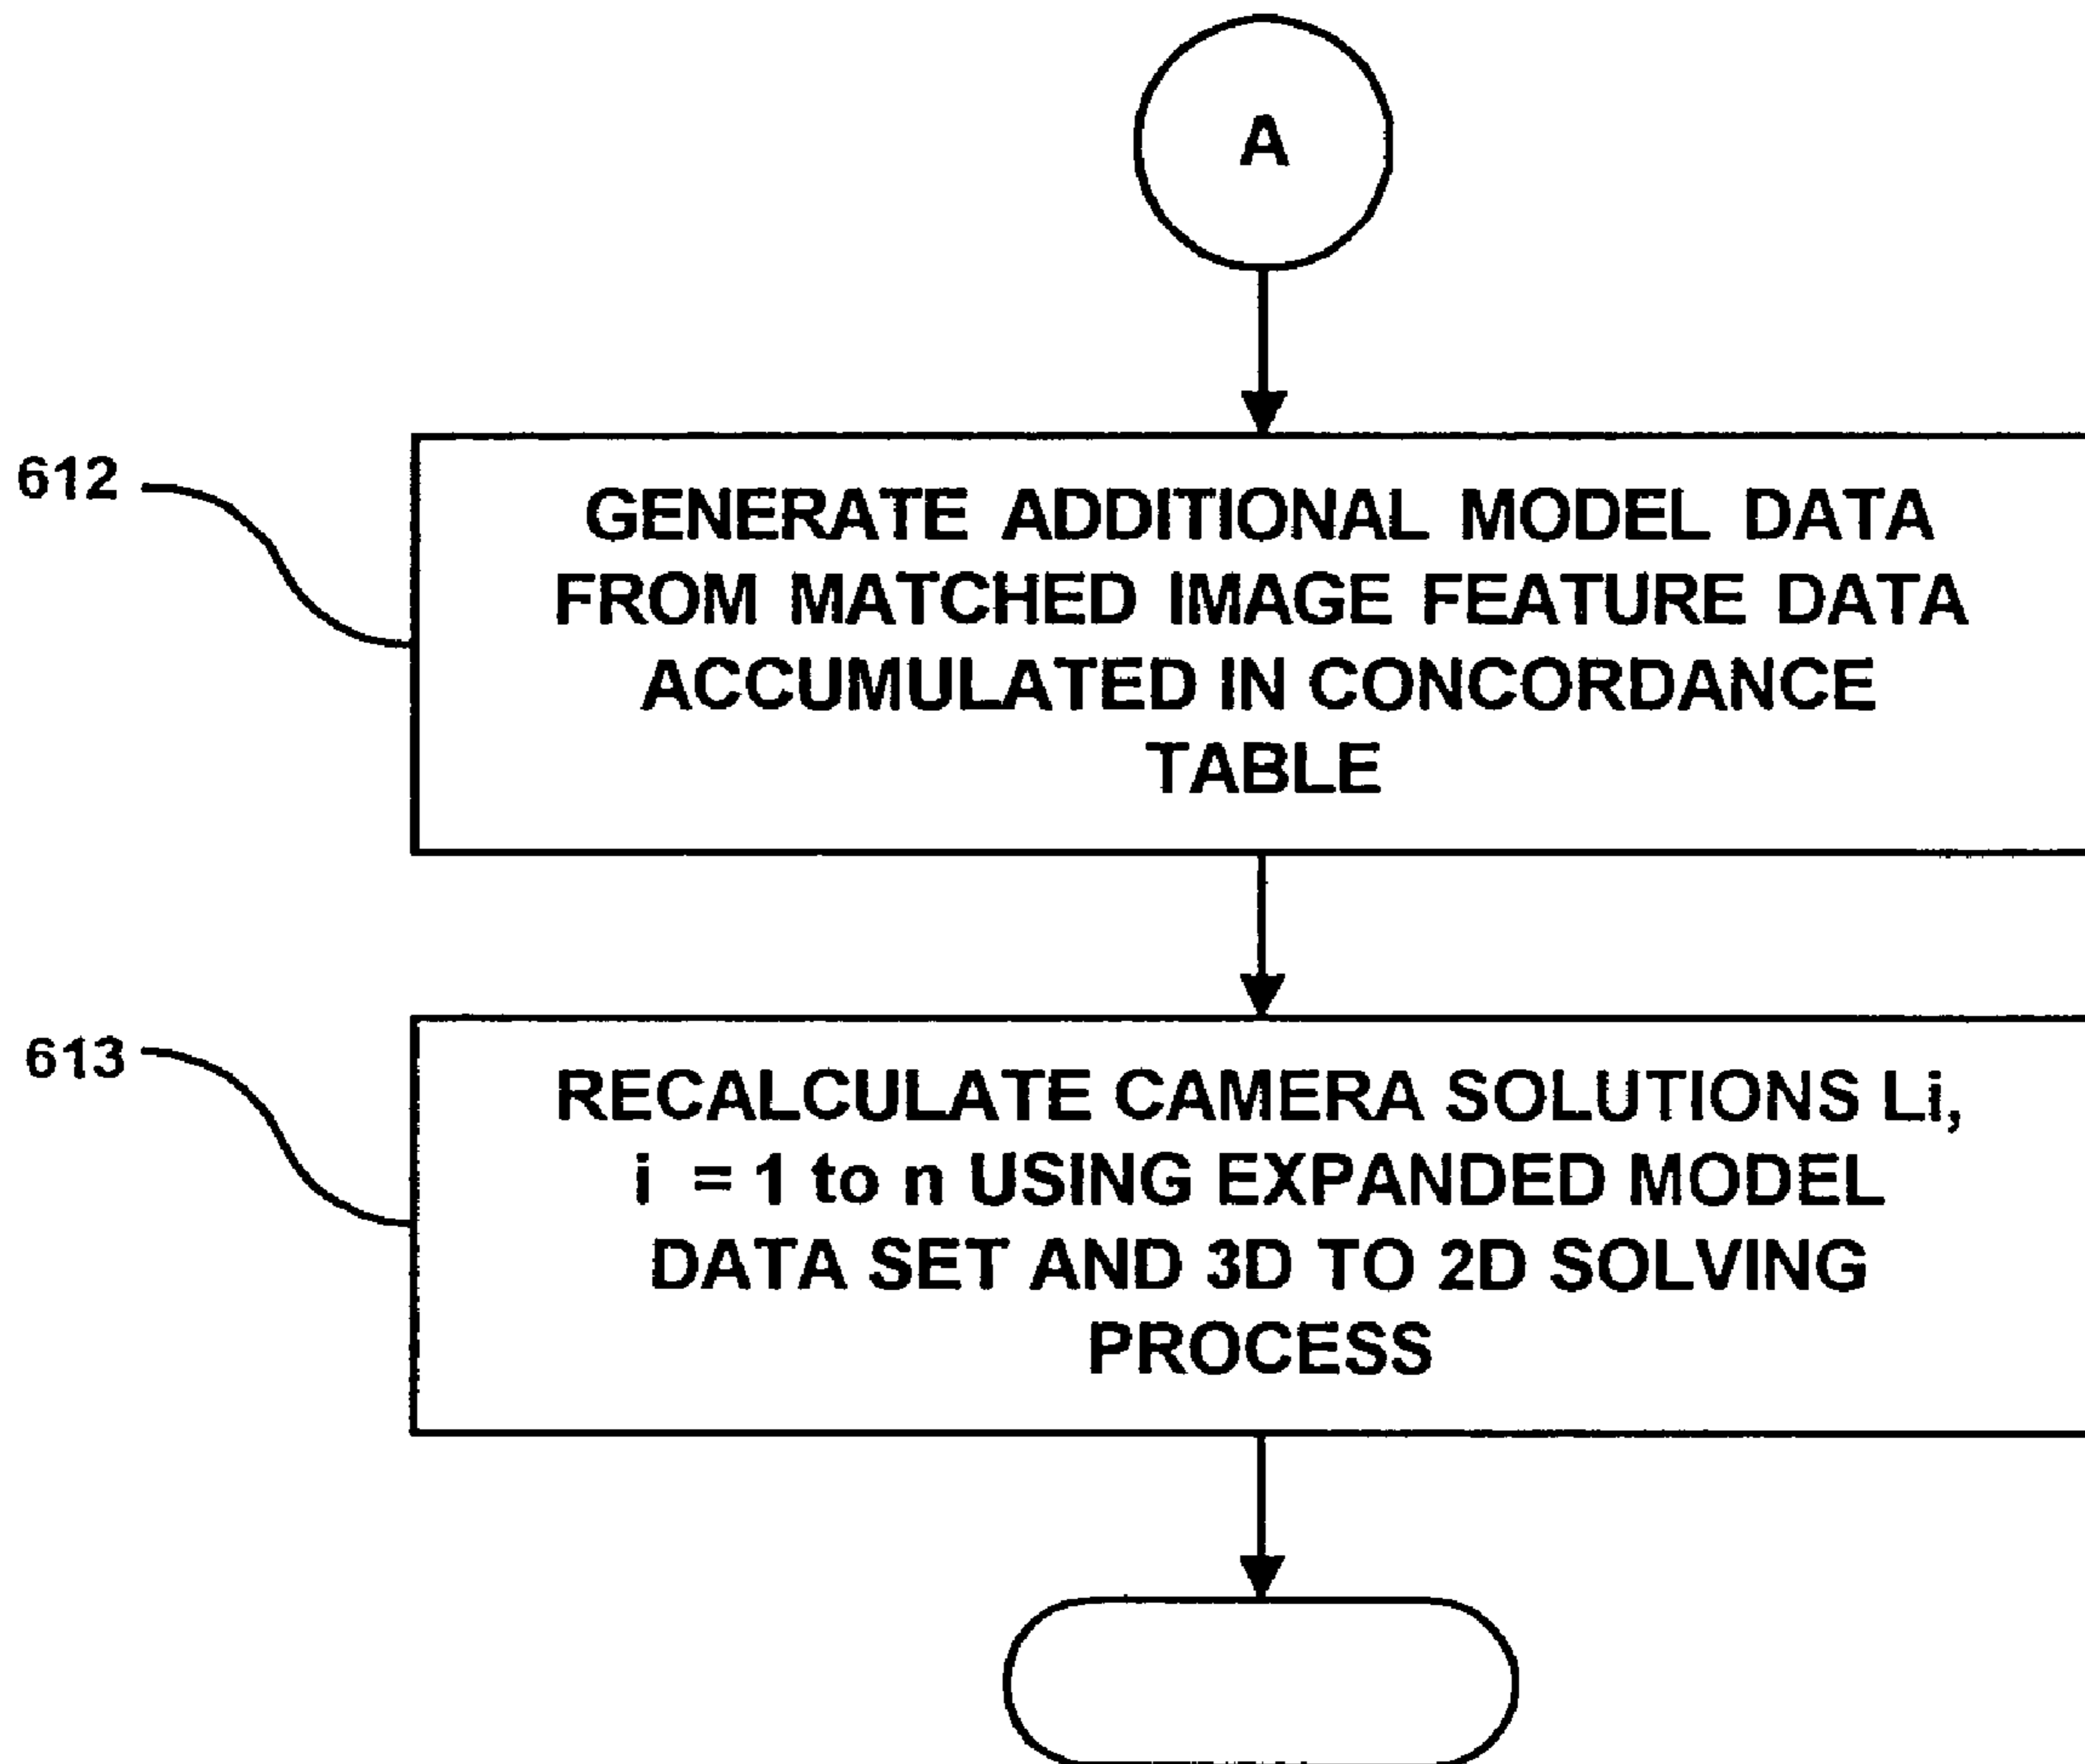 A
612
GENERATE ADDITIONAL MODEL DATA
FROM MATCHED IMAGE FEATURE DATA
ACCUMULATED IN CONCORDANCE
TABLE
613
RECALCULATE CAMERA SOLUTIONS Li,
i = 1 to n USING EXPANDED MODEL
DATA SET AND 3D TO 2D SOLVING
PROCESS